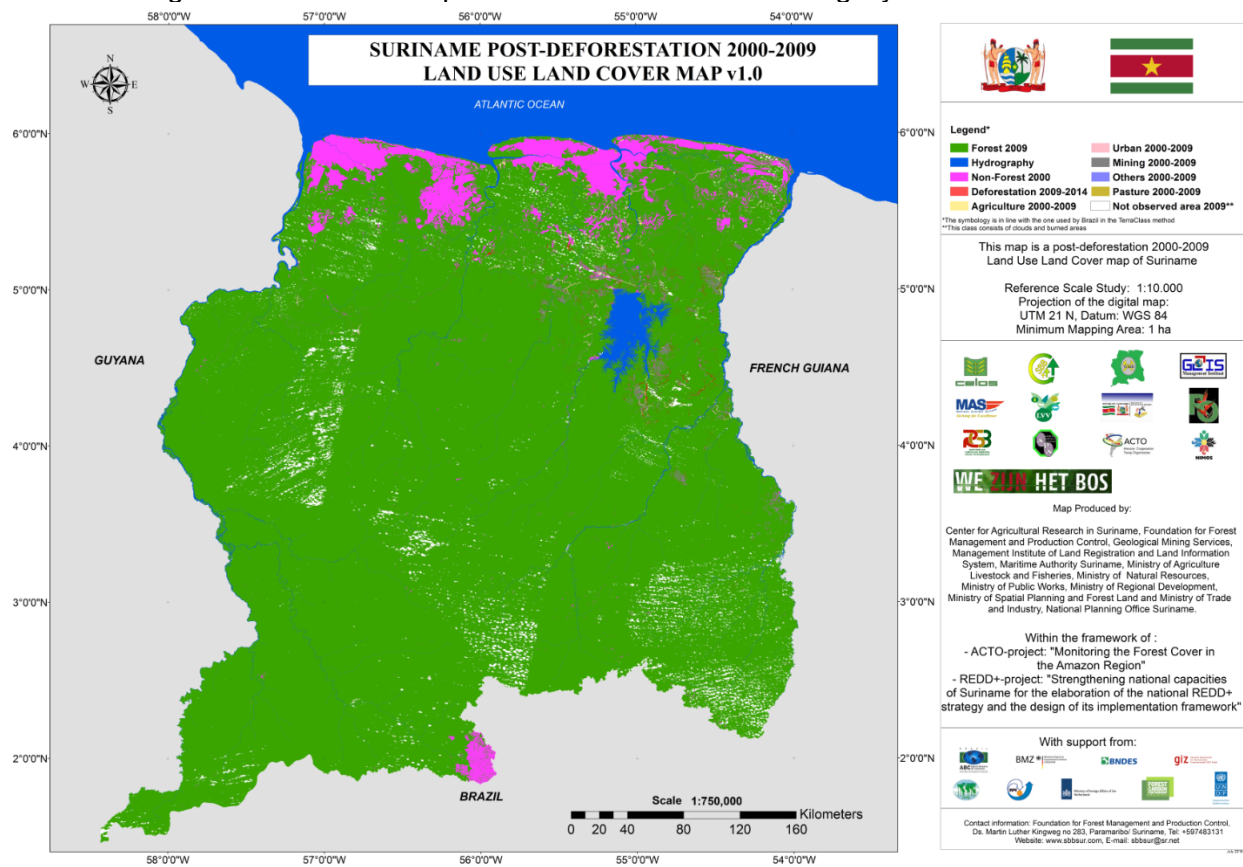 58°0'0"W 57°0'0"W 56°0'0"W 55°0'0"W 54°0'0"W
SURINAME POST-DEFORESTATION 2000-2009
LAND USE LAND COVER MAP v1.0
N
W E
S
ATLANTIC OCEAN
6°0'0"N 6°0'0"N
5°0'0"N 5°0'0"N
4°0'0"N 4°0'0"N
3°0'0"N 3°0'0"N
2°0'0"N 2°0'0"N
GUYANA
FRENCH GUIANA
BRAZIL
Scale 1:750,000
Kilometers
0 20 40 80 120 160
58°0'0"W 57°0'0"W 56°0'0"W 55°0'0"W 54°0'0"W
Legend*
Forest 2009
Hydrography
Non-Forest 2000
Deforestation 2009-2014
Agriculture 2000-2009
Urban 2000-2009
Mining 2000-2009
Others 2000-2009
Pasture 2000-2009
Not observed area 2009**
*The symbology is in line with the one used by Brazil in the TerraClass method
**This class consists of clouds and burned areas
This map is a post-deforestation 2000-2009
Land Use Land Cover map of Suriname
Reference Scale Study: 1:10.000
Projection of the digital map:
UTM 21 N, Datum: WGS 84
Minimum Mapping Area: 1 ha
celos
Management Institute
MAS
LVV
ACTO
NIMOS
WE ZIJN HET BOS
Map Produced by:
Center for Agricultural Research in Suriname, Foundation for Forest
Management and Production Control, Geological Mining Services,
Management Institute of Land Registration and Land Information
System, Maritime Authority Suriname, Ministry of Agriculture
Livestock and Fisheries, Ministry of Natural Resources,
Ministry of Public Works, Ministry of Regional Development,
Ministry of Spatial Planning and Forest Land and Ministry of Trade
and Industry, National Planning Office Suriname.
Within the framework of :
- ACTO-project: "Monitoring the Forest Cover in
the Amazon Region"
- REDD+-project: "Strengthening national capacities
of Suriname for the elaboration of the national REDD+
strategy and the design of its implementation framework"
With support from:
ABC
BMZ
BNDES
giz
Contact information: Foundation for Forest Management and Production Control,
Ds. Martin Luther Kingweg no 283, Paramaribo/ Suriname, Tel: +597483131
Website: www.sbbsur.com, E-mail: sbbsur@sr.net